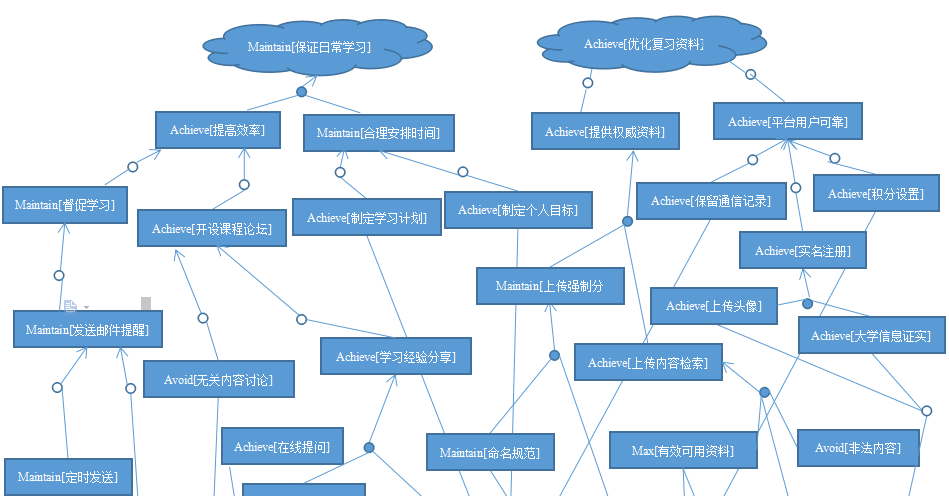 Maintain[保证日常学习]
Achieve[优化复习资料]
Achieve[提高效率]
Maintain[合理安排时间]
Achieve[提供权威资料]
Achieve[平台用户可靠]
Maintain[督促学习]
Achieve[开设课程论坛]
Achieve[制定学习计划]
Achieve[制定个人目标]
Achieve[保留通信记录]
Achieve[积分设置]
Achieve[实名注册]
Maintain[上传强制分
Achieve[上传头像]
Maintain[发送邮件提醒]
Achieve[大学信息证实]
Achieve[学习经验分享]
Achieve[上传内容检索]
Avoid[无关内容讨论]
Achieve[在线提问]
Maintain[命名规范]
Max[有效可用资料]
Avoid[非法内容]
Maintain[定时发送]